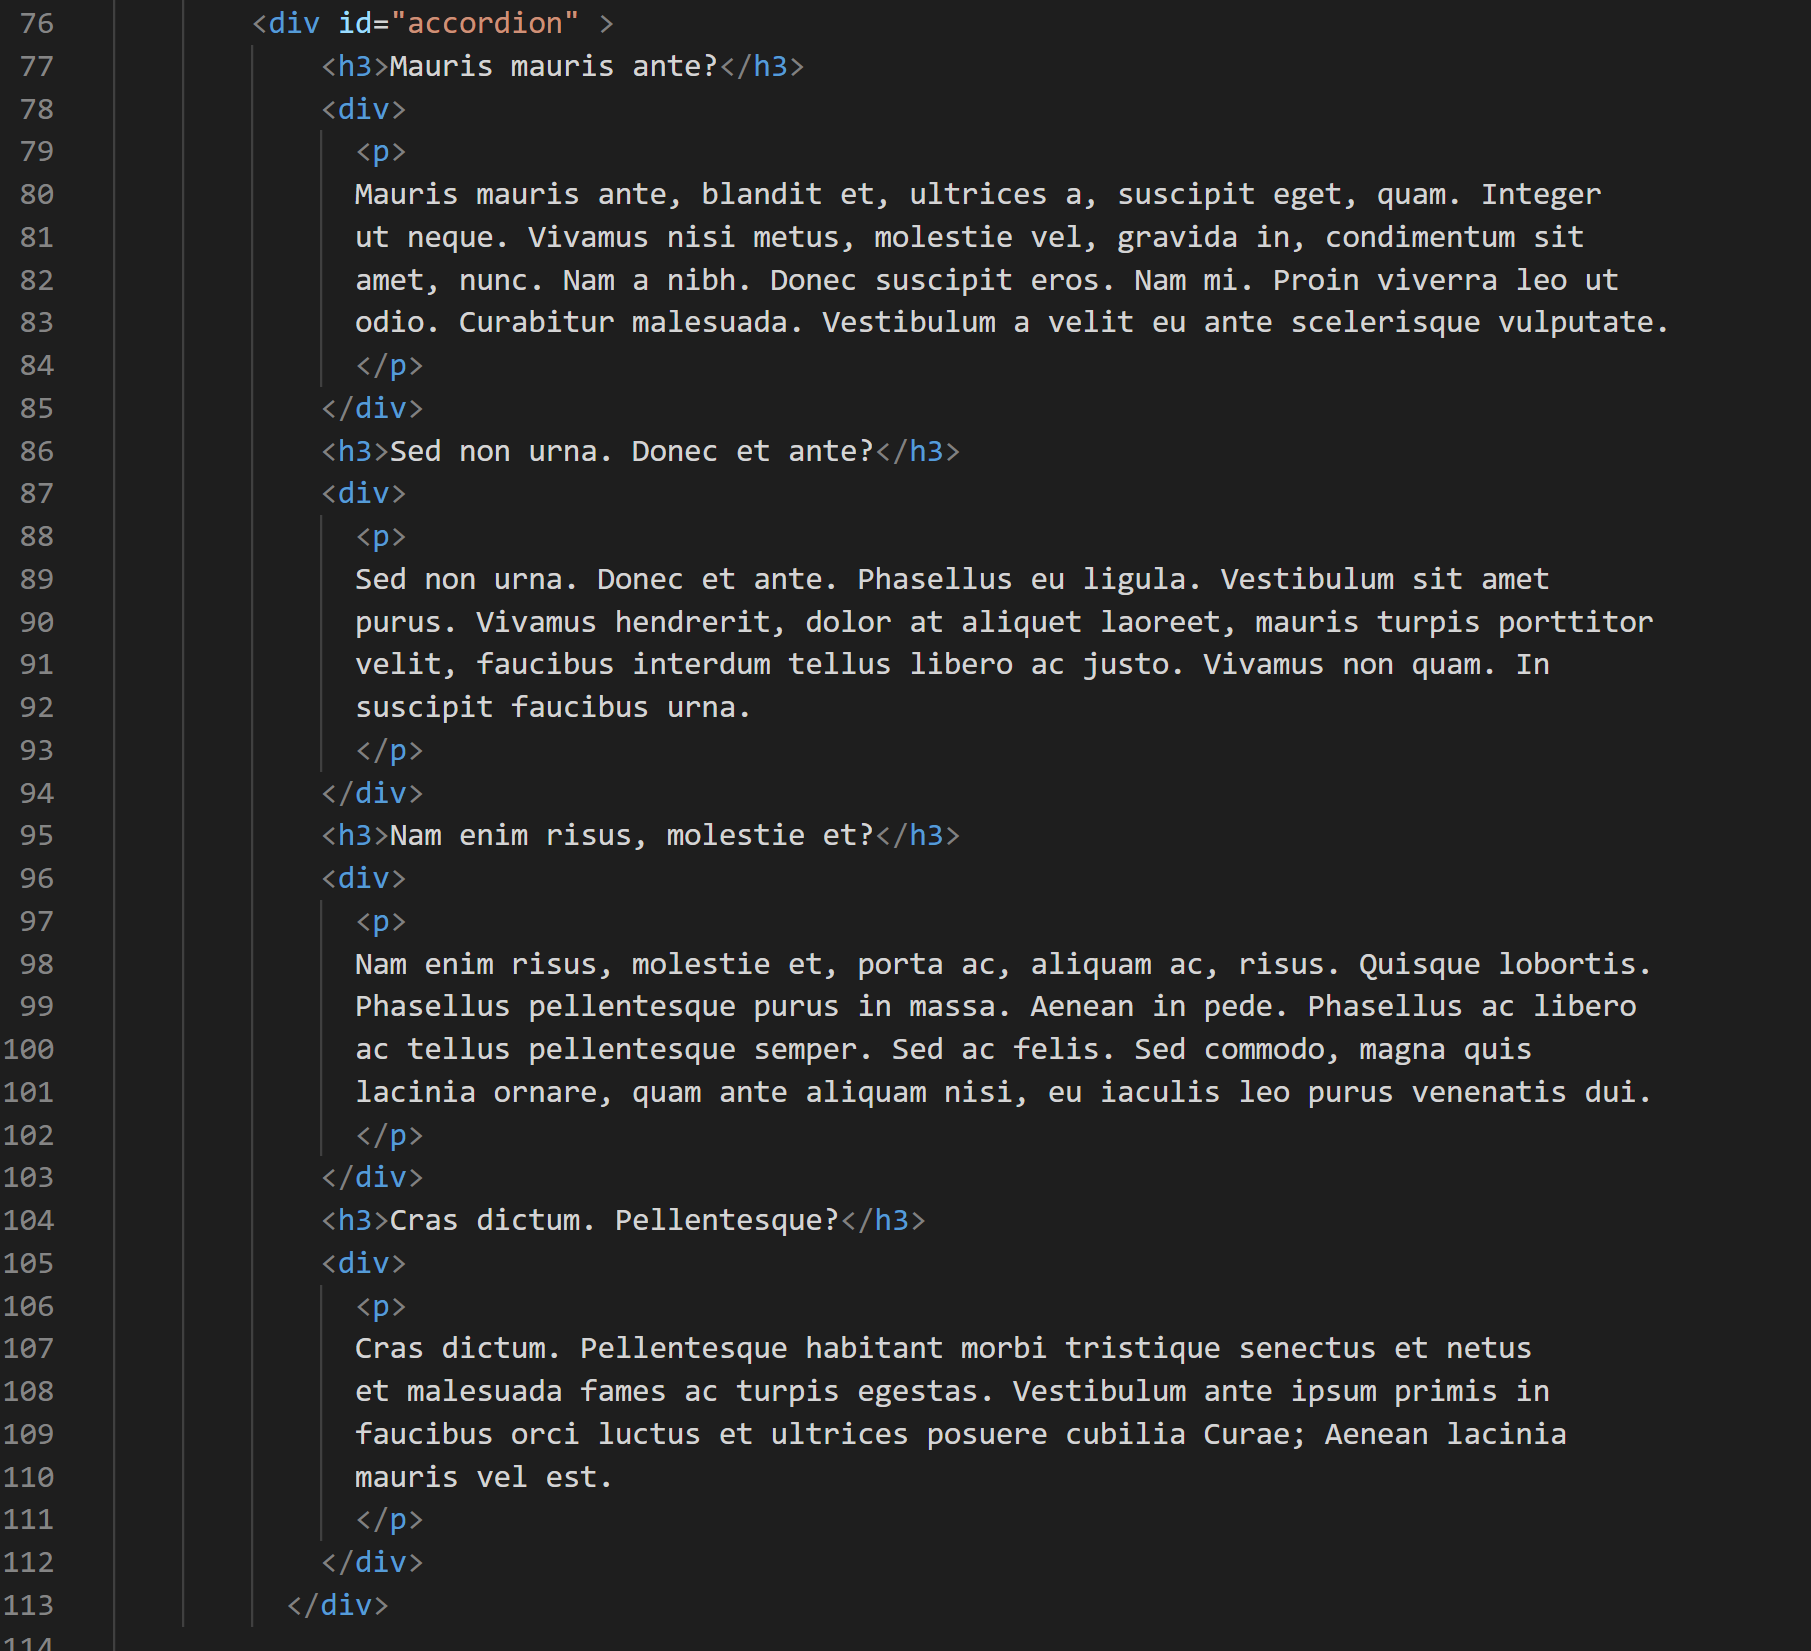 76 <div id="accordion" >
77 <h3>Mauris mauris ante?</h3>
78 <div>
79 <p>
80 Mauris mauris ante, blandit et, ultrices a, suscipit eget, quam. Integer
81 ut neque. Vivamus nisi metus, molestie vel, gravida in, condimentum sit
82 amet, nunc. Nam a nibh. Donec suscipit eros. Nam mi. Proin viverra leo ut
83 odio. Curabitur malesuada. Vestibulum a velit eu ante scelerisque vulputate.
84 </p>
85 </div>
86 <h3>Sed non urna. Donec et ante?</h3>
87 <div>
88 <p>
89 Sed non urna. Donec et ante. Phasellus eu ligula. Vestibulum sit amet
90 purus. Vivamus hendrerit, dolor at aliquet laoreet, mauris turpis porttitor
91 velit, faucibus interdum tellus libero ac justo. Vivamus non quam. In
92 suscipit faucibus urna.
93 </p>
94 </div>
95 <h3>Nam enim risus, molestie et?</h3>
96 <div>
97 <p>
98 Nam enim risus, molestie et, porta ac, aliquam ac, risus. Quisque lobortis.
99 Phasellus pellentesque purus in massa. Aenean in pede. Phasellus ac libero
100 ac tellus pellentesque semper. Sed ac felis. Sed commodo, magna quis
101 lacinia ornare, quam ante aliquam nisi, eu iaculis leo purus venenatis dui.
102 </p>
103 </div>
104 <h3>Cras dictum. Pellentesque?</h3>
105 <div>
106 <p>
107 Cras dictum. Pellentesque habitant morbi tristique senectus et netus
108 et malesuada fames ac turpis egestas. Vestibulum ante ipsum primis in
109 faucibus orci luctus et ultrices posuere cubilia Curae; Aenean lacinia
110 mauris vel est.
111 </p>
112 </div>
113 </div>
114